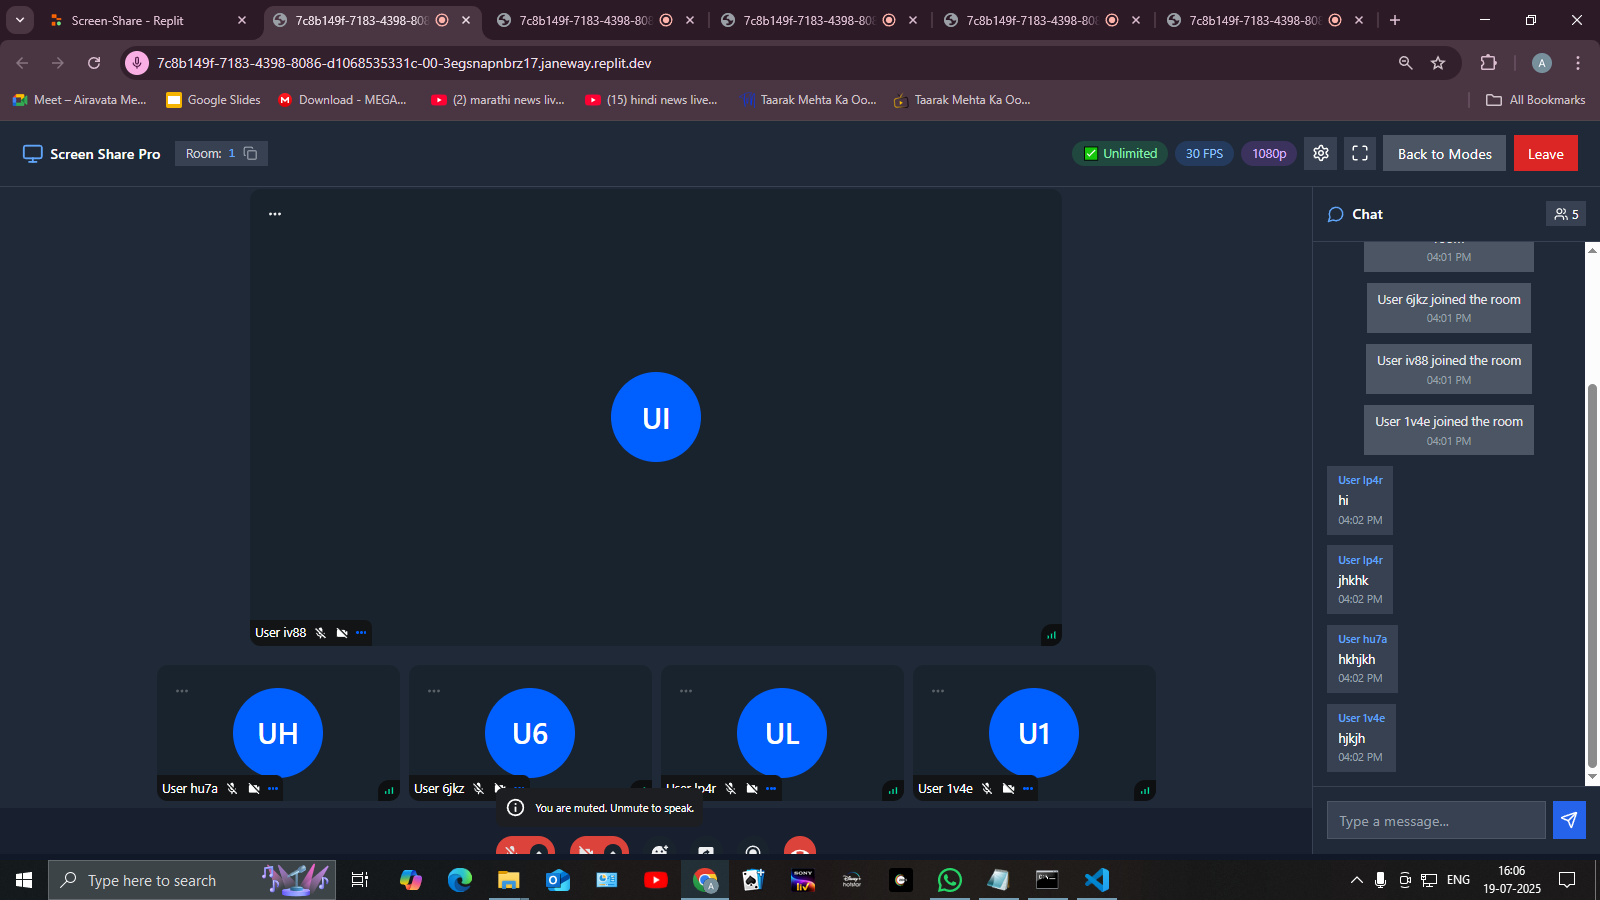 Screen-Share - Replit
7c8b149f-7183-4398-808
7c8b149f-7183-4398-808
7c8b149f-7183-4398-808
7c8b149f-7183-4398-808
7c8b149f-7183-4398-808
7c8b149f-7183-4398-8086-d1068535331c-00-3egsnapnbrz17.janeway.replit.dev
A
Meet – Airavata Me...
Google Slides
Download - MEGA...
(2) marathi news liv...
(15) hindi news live...
Taarak Mehta Ka Oo...
Taarak Mehta Ka Oo...
All Bookmarks
Screen Share Pro
Room: 1
Unlimited
30 FPS
1080p
Back to Modes
Leave
UI
User iv88
UH
User hu7a
U6
User 6jkz
UL
User lp4r
U1
User 1v4e
You are muted. Unmute to speak.
Chat
5
04:01 PM
User 6jkz joined the room
04:01 PM
User iv88 joined the room
04:01 PM
User 1v4e joined the room
04:01 PM
User lp4r
hi
04:02 PM
User lp4r
jhkhk
04:02 PM
User hu7a
hkhjkh
04:02 PM
User 1v4e
hjkjh
04:02 PM
Type a message...
Type here to search
SONY
liv
hotstar
ENG
16:06
19-07-2025